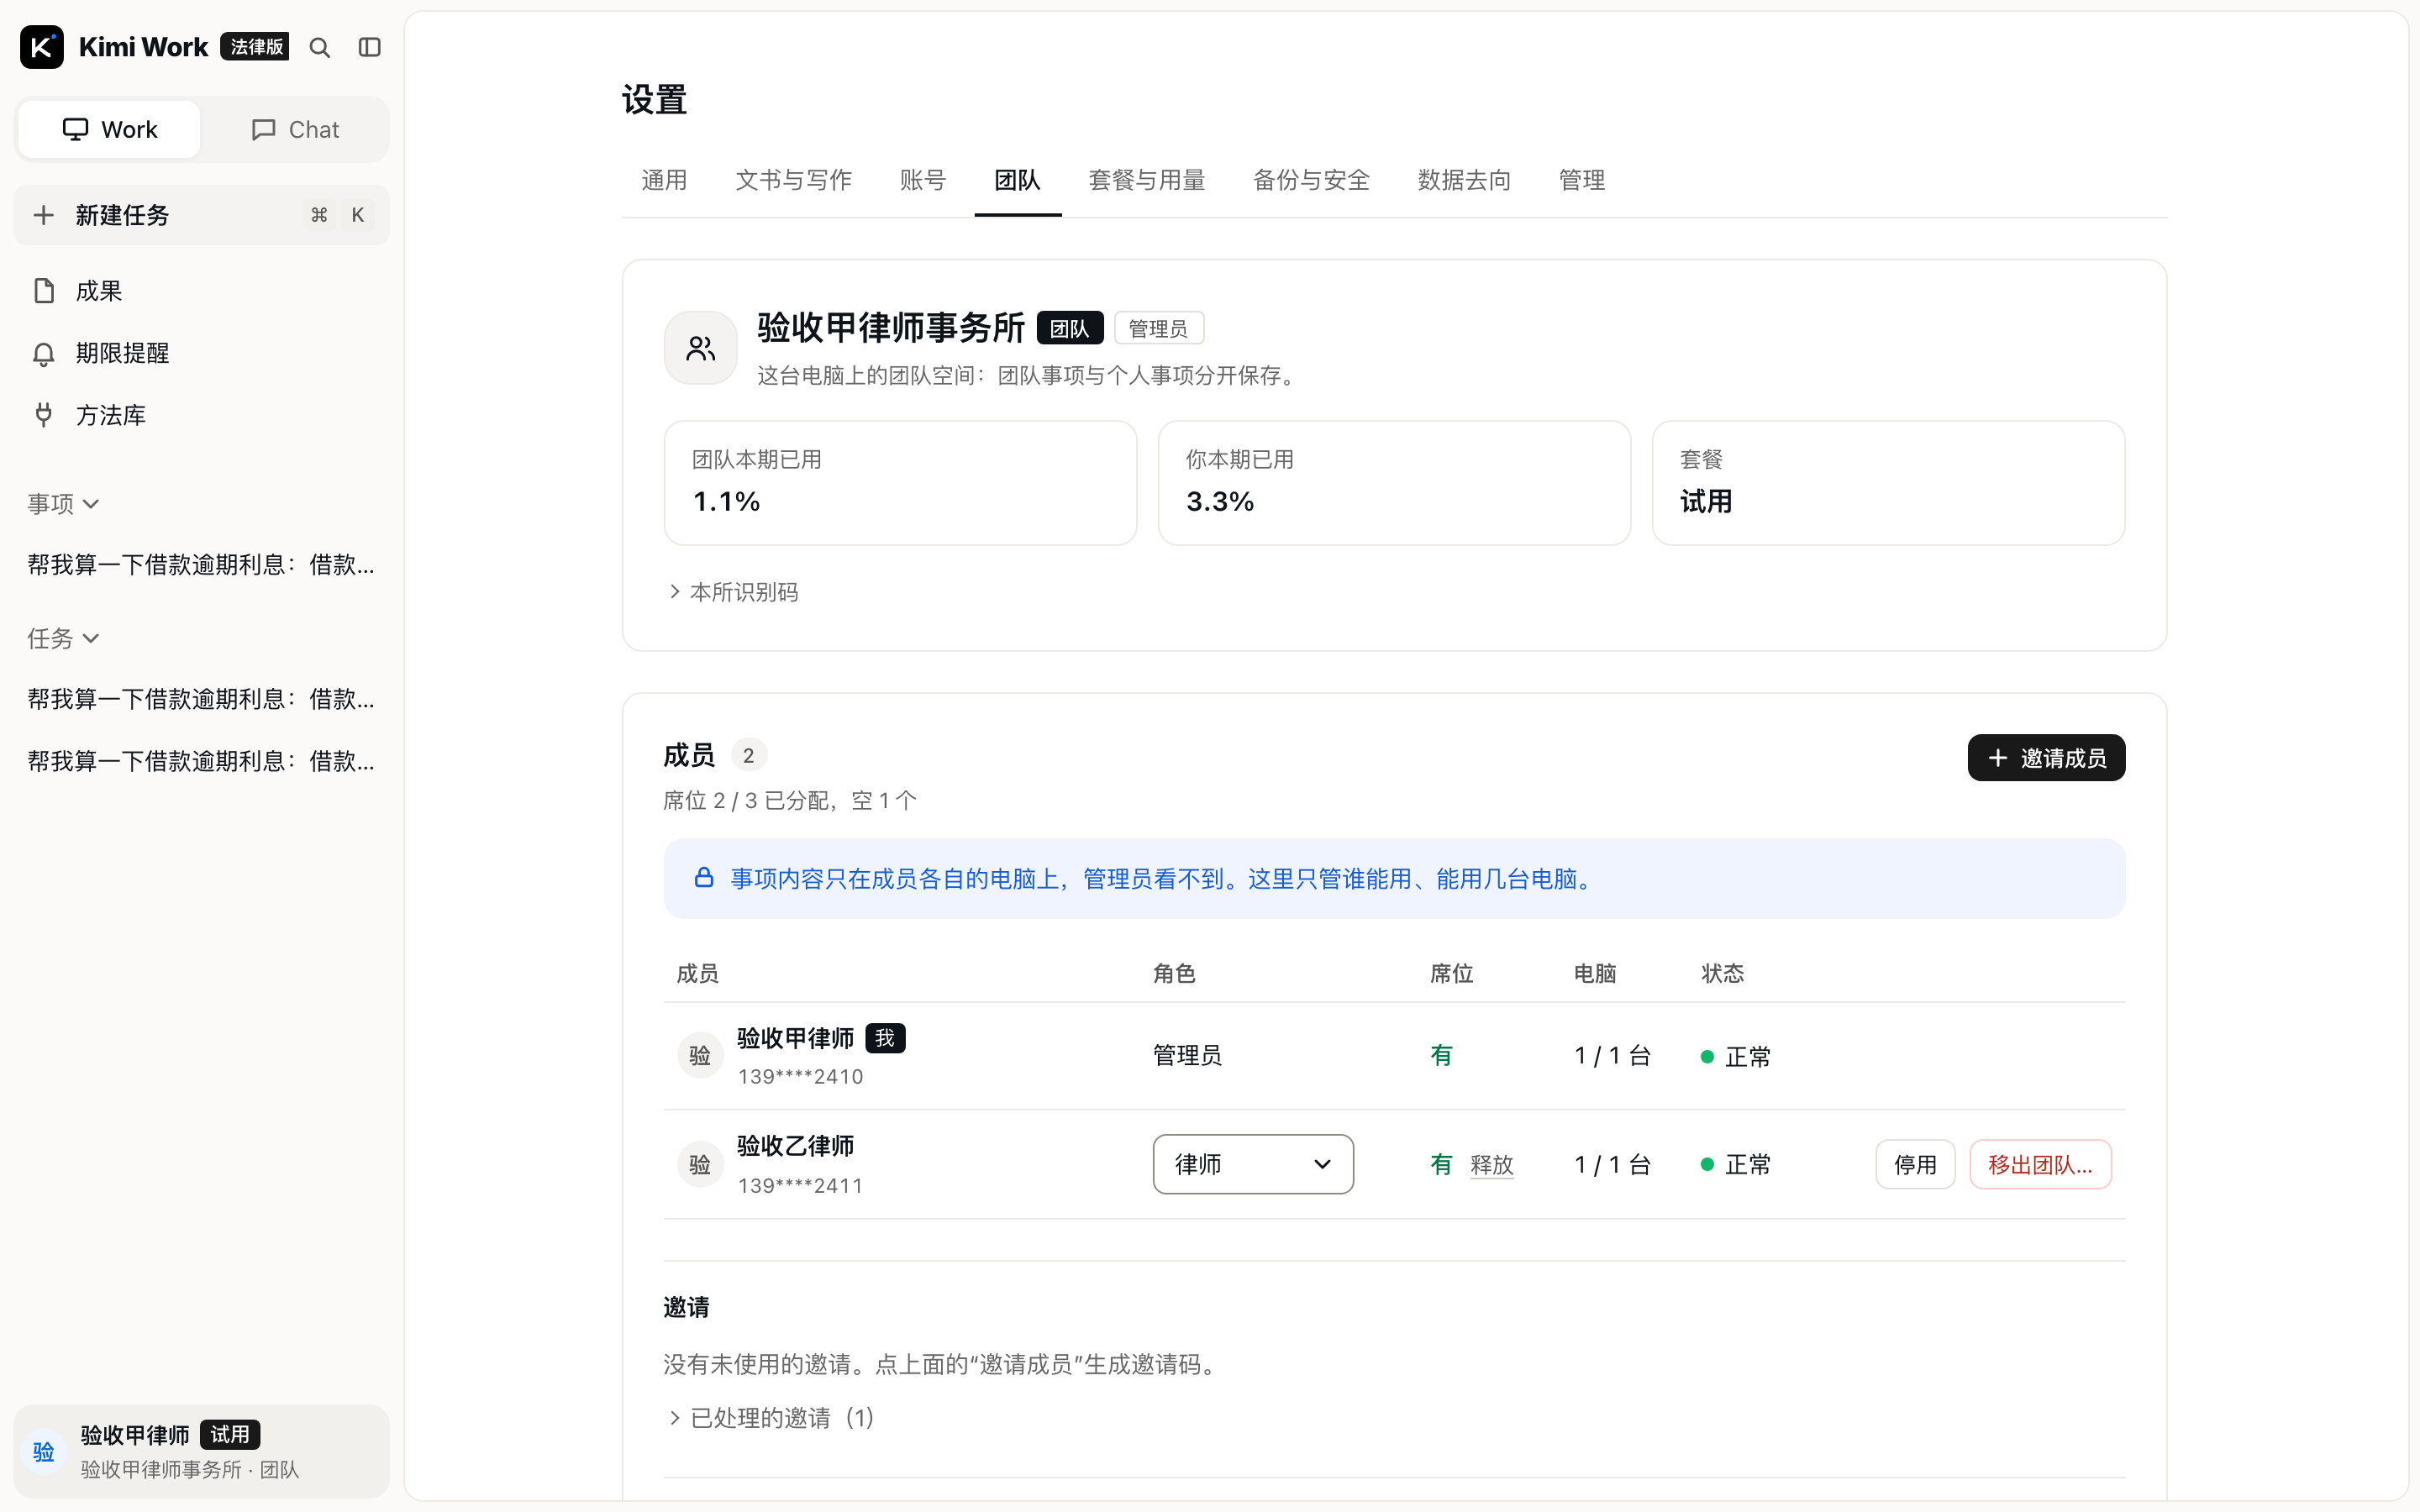 Kimi Work 法律版
Work
Chat
新建任务 ⌘ K
成果
期限提醒
方法库
事项
帮我算一下借款逾期利息：借款...
任务
帮我算一下借款逾期利息：借款...
帮我算一下借款逾期利息：借款...
验 验收甲律师 试用
验收甲律师事务所 · 团队
设置
通用 文书与写作 账号 团队 套餐与用量 备份与安全 数据去向 管理
验收甲律师事务所 团队 管理员
这台电脑上的团队空间：团队事项与个人事项分开保存。
团队本期已用
1.1%
你本期已用
3.3%
套餐
试用
本所识别码
成员 2
邀请成员
席位 2 / 3 已分配，空 1 个
事项内容只在成员各自的电脑上，管理员看不到。这里只管谁能用、能用几台电脑。
成员 角色 席位 电脑 状态
验 验收甲律师 我
139****2410
管理员 有 1 / 1 台 正常
验 验收乙律师
139****2411
律师 有 释放 1 / 1 台 正常 停用 移出团队...
邀请
没有未使用的邀请。点上面的“邀请成员”生成邀请码。
已处理的邀请（1）